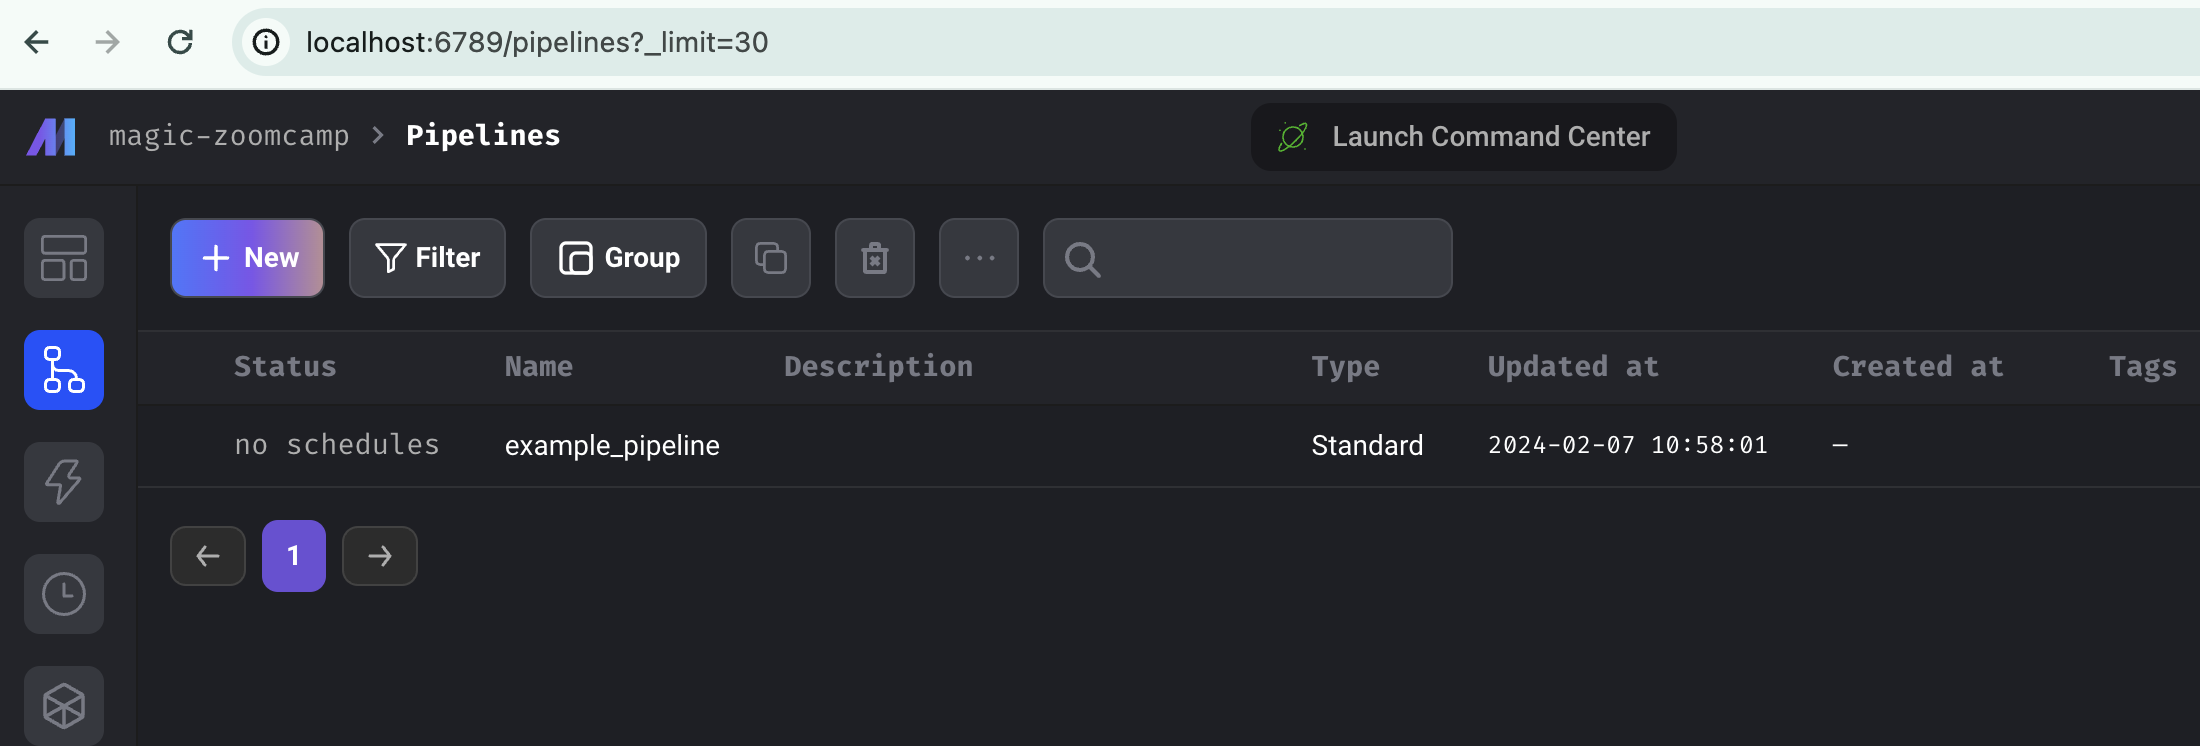 localhost:6789/pipelines?_limit=30
magic-zoomcamp > Pipelines
Launch Command Center
New Filter Group
Status Name Description Type Updated at Created at Tags
no schedules example_pipeline Standard 2024-02-07 10:58:01 —
1